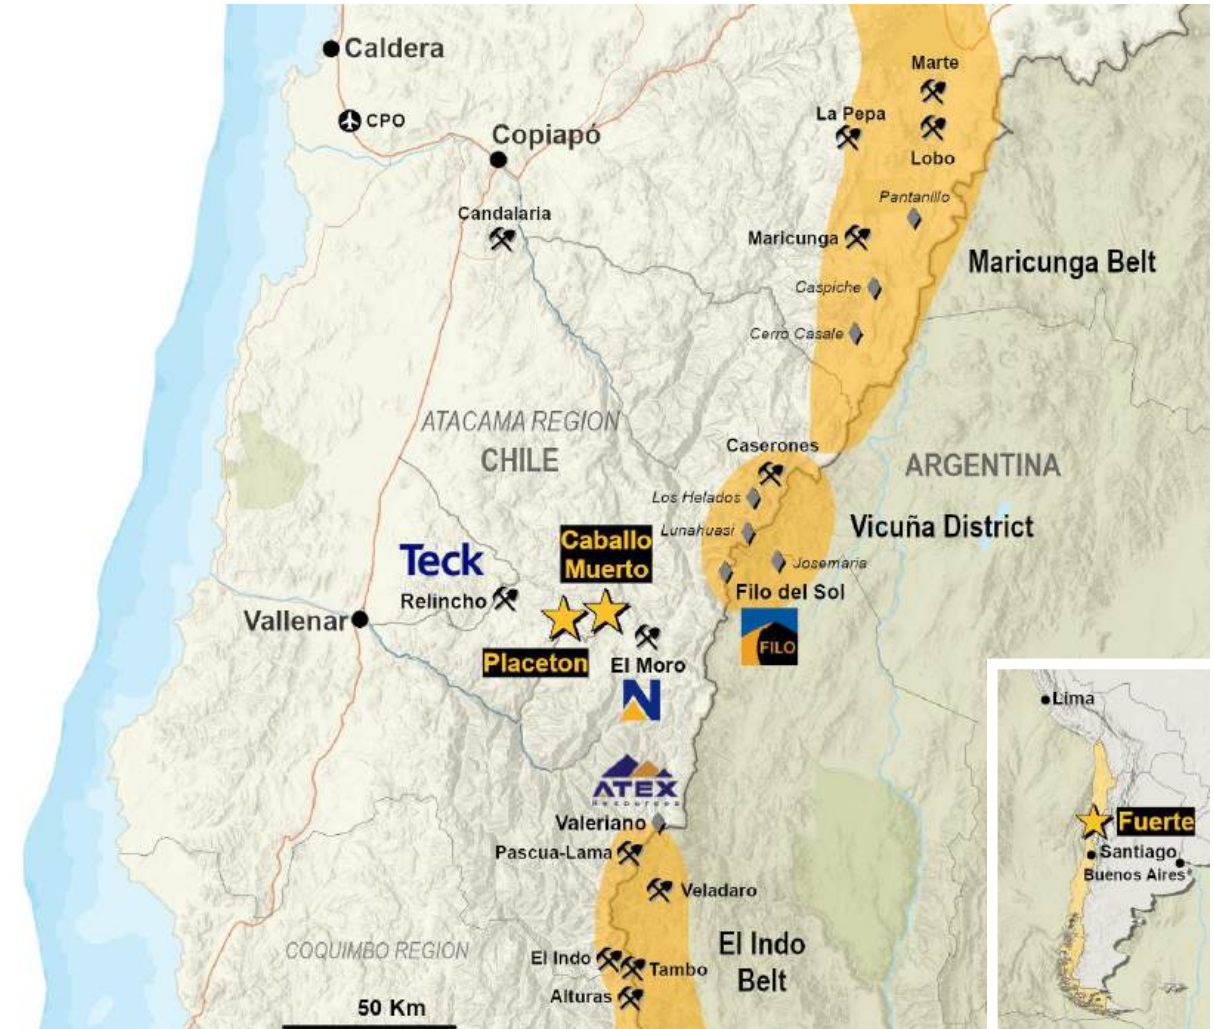 Caldera
CPO
Copiapó
Candalaria
Marte
La Pepa
Lobo
Pantanillo
Maricunga
Maricunga Belt
Caspiche
Cerro Casale
ATACAMA REGION
CHILE
Caserones
ARGENTINA
Los Helados
Lunahuasi
Vicuña District
Josemaria
Filo del Sol
FILO
Teck
Relincho
Caballo
Muerto
Vallenar
Placeton
El Moro
N
ATEX
Resources
Valeriano
Pascua-Lama
Veladaro
COQUIMBO REGION
El Indo
Tambo
Alturas
El Indo
Belt
50 Km
Lima
Fuerte
Santiago
Buenos Aires